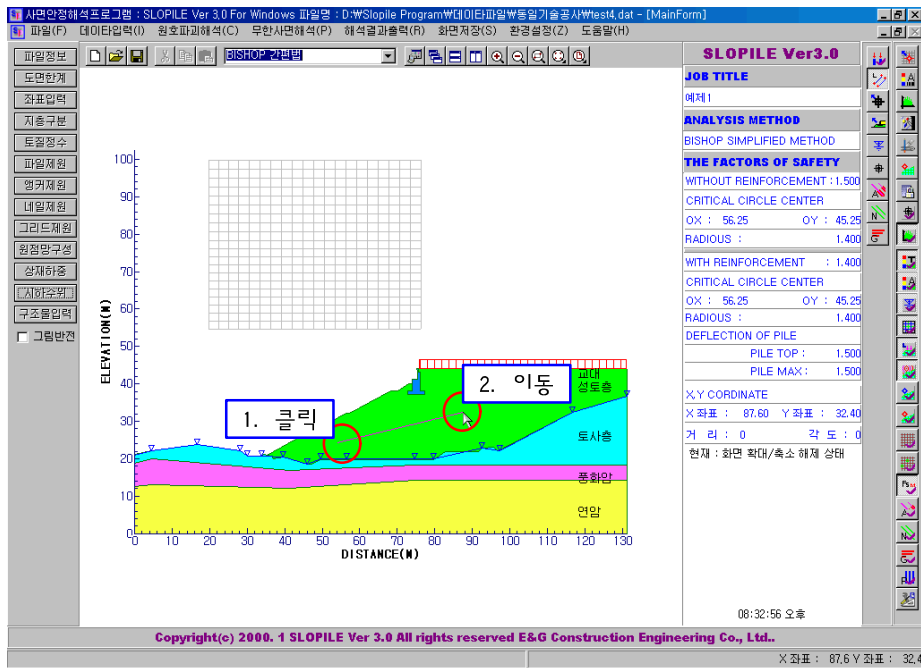 사면안정해석프로그램 : SLOPILE Ver 3,0 For Windows 파일명 : D:₩Slopile Program₩데이타파일₩동일기술공사₩test4.dat - [MainForm]
파일(F) 데이타입력(I) 원호파괴해석(C) 무한사면해석(P) 해석결과출력(R) 화면저장(S) 환경설정(Z) 도움말(H)
BISHOP 간편법
파일정보
도면한계
좌표입력
지층구분
토질정수
파일제원
앵커제원
네일제원
그리드제원
원점망구성
상재하중
지하수위
구조물입력
그림반전
ELEVATION(M)
100
90
80
70
60
50
40
30
20
10
0
0 10 20 30 40 50 60 70 80 90 100 110 120 130
DISTANCE(M)
1. 클릭
2. 이동
교대
성토층
토사층
풍화암
연암
SLOPILE Ver3.0
JOB TITLE
예제1
ANALYSIS METHOD
BISHOP SIMPLIFIED METHOD
THE FACTORS OF SAFETY
WITHOUT REINFORCEMENT : 1.500
CRITICAL CIRCLE CENTER
OX : 56.25 OY : 45.25
RADIOUS : 1.400
WITH REINFORCEMENT : 1.400
CRITICAL CIRCLE CENTER
OX : 56.25 OY : 45.25
RADIOUS : 1.400
DEFLECTION OF PILE
PILE TOP : 1.500
PILE MAX : 1.500
X,Y CORDINATE
X 좌표 : 87.60 Y 좌표 : 32.40
거 리 : 0 각 도 : 0
현재 : 화면 확대/축소 해제 상태
08:32:56 오후
Copyright(c) 2000. 1 SLOPILE Ver 3.0 All rights reserved E&G Construction Engineering Co., Ltd..
X 좌표 : 87,6 Y 좌표 : 32,4